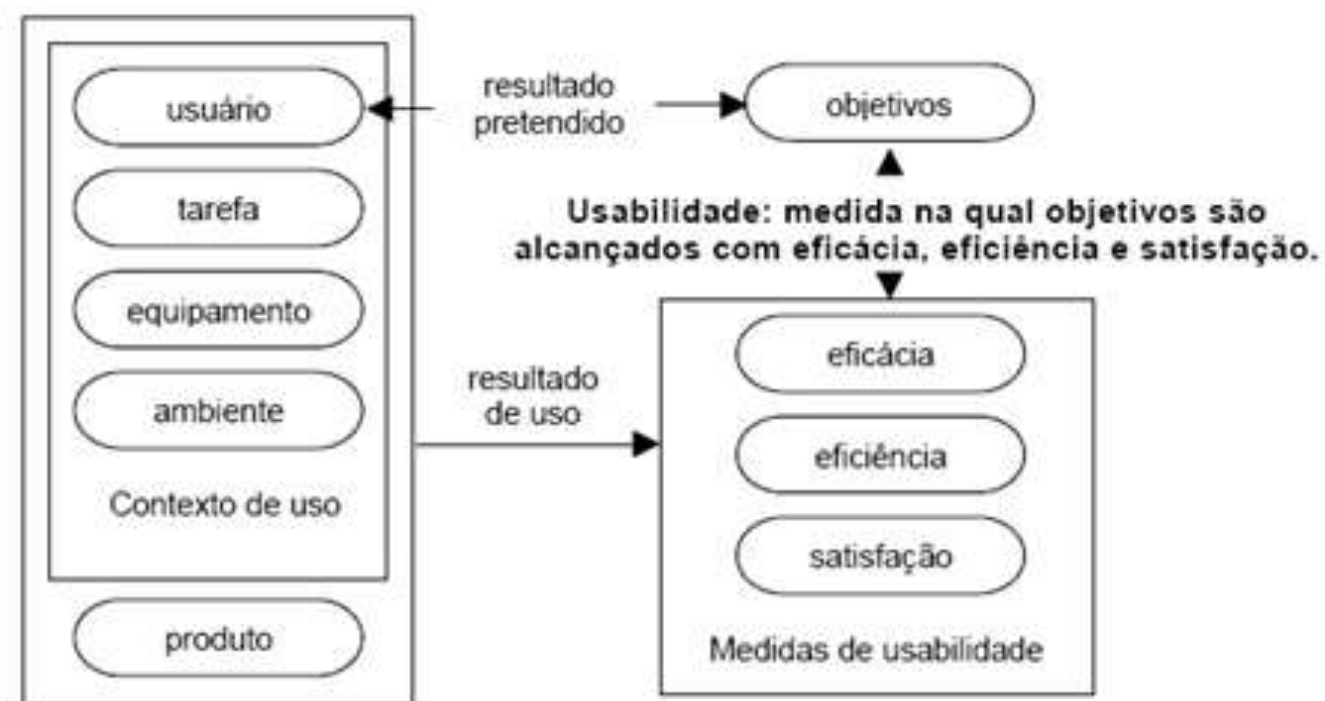 usuário
tarefa
equipamento
ambiente
Contexto de uso
produto
resultado
pretendido
objetivos
Usabilidade: medida na qual objetivos são
alcançados com eficácia, eficiência e satisfação.
resultado
de uso
eficácia
eficiência
satisfação
Medidas de usabilidade